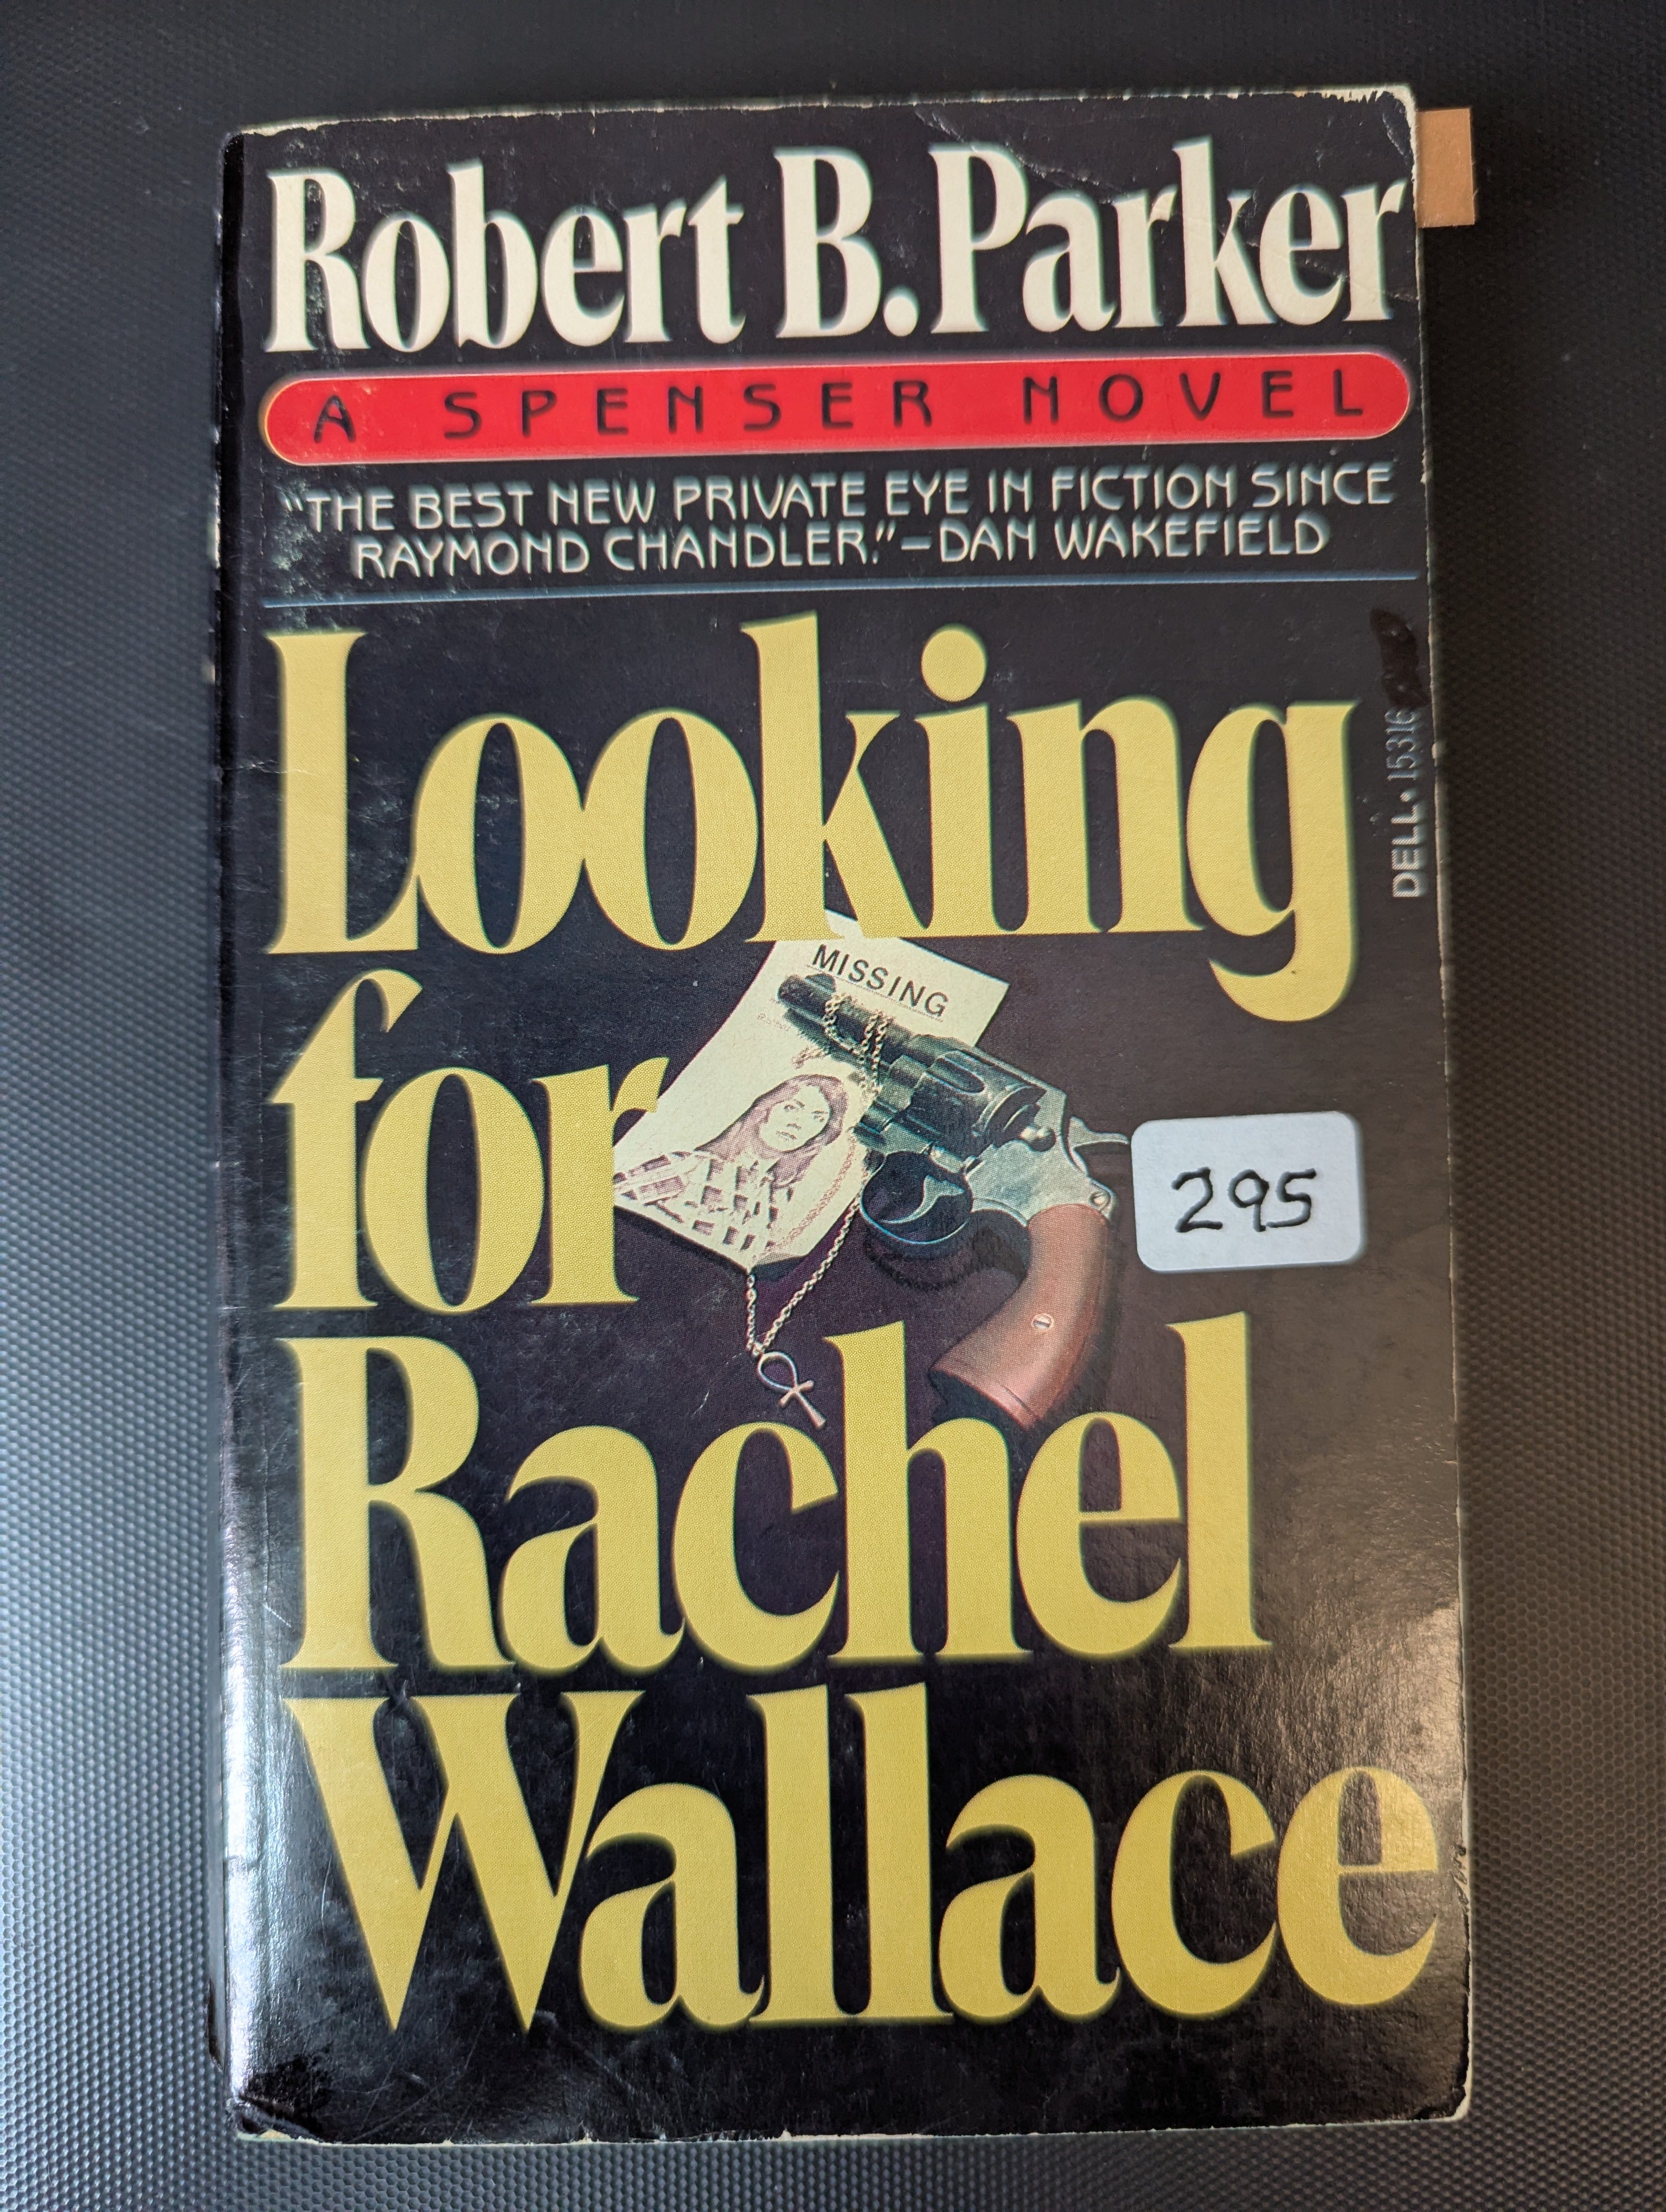 Robert B. Parker
A SPENSER NOVEL
"THE BEST NEW PRIVATE EYE IN FICTION SINCE
RAYMOND CHANDLER."–DAN WAKEFIELD
Looking
for
Rachel
Wallace
DELL • 15316
MISSING
295